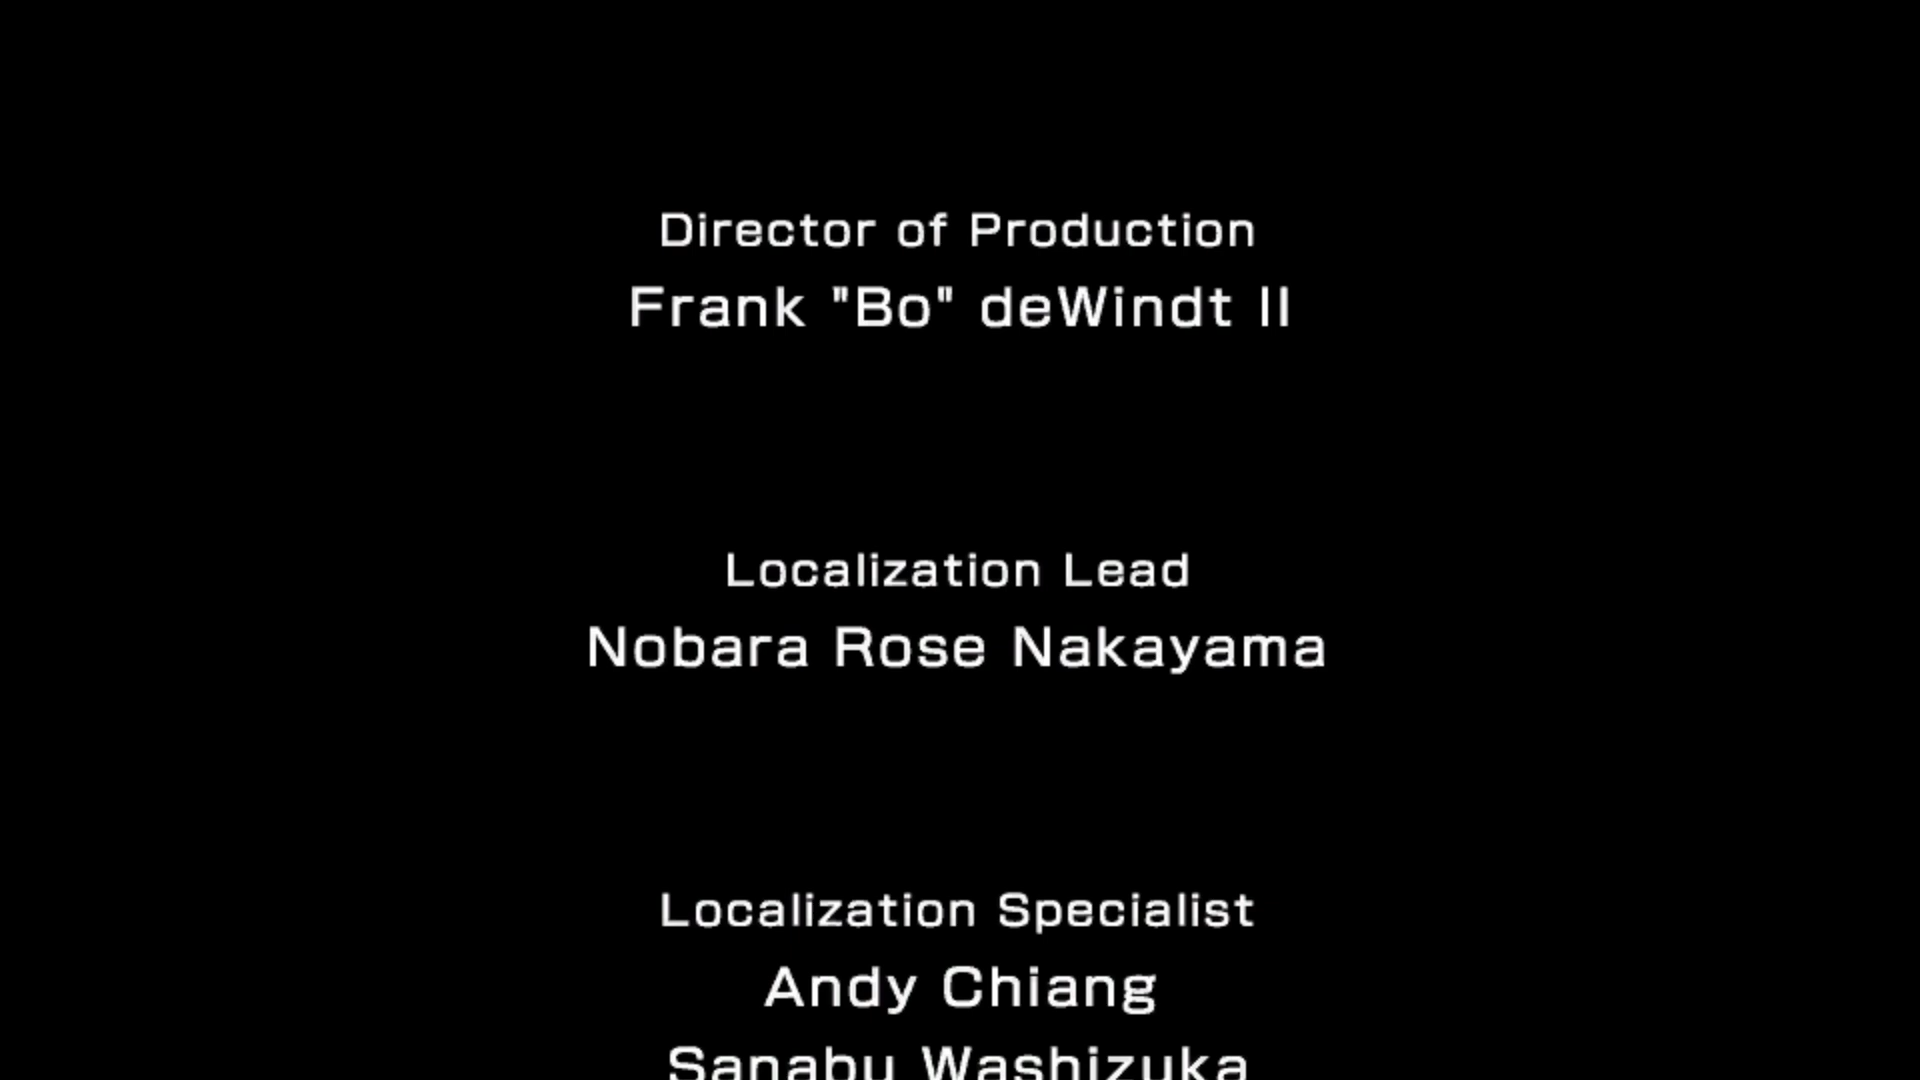 Director of Production
Frank "Bo" deWindt II
Localization Lead
Nobara Rose Nakayama
Localization Specialist
Andy Chiang
Sanabu Washizuka